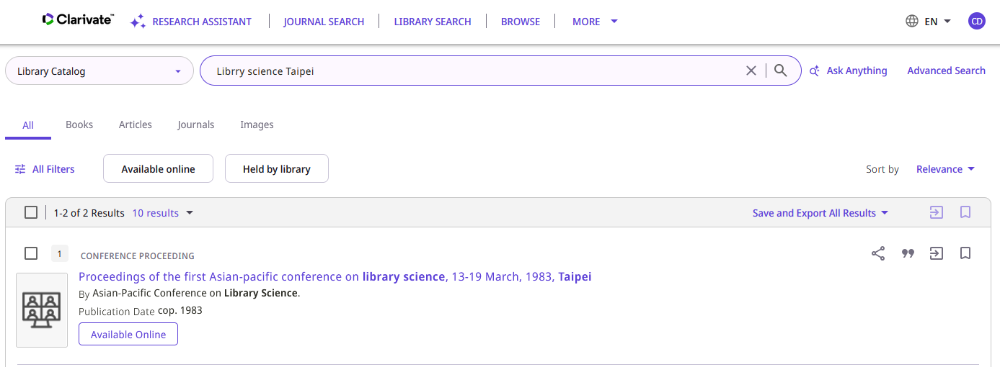 Clarivate™ RESEARCH ASSISTANT JOURNAL SEARCH LIBRARY SEARCH BROWSE MORE EN CD
Library Catalog Librry science Taipei Ask Anything Advanced Search
All Books Articles Journals Images
All Filters Available online Held by library Sort by Relevance
1-2 of 2 Results 10 results Save and Export All Results
1 CONFERENCE PROCEEDING
Proceedings of the first Asian-pacific conference on library science, 13-19 March, 1983, Taipei
By Asian-Pacific Conference on Library Science.
Publication Date cop. 1983
Available Online